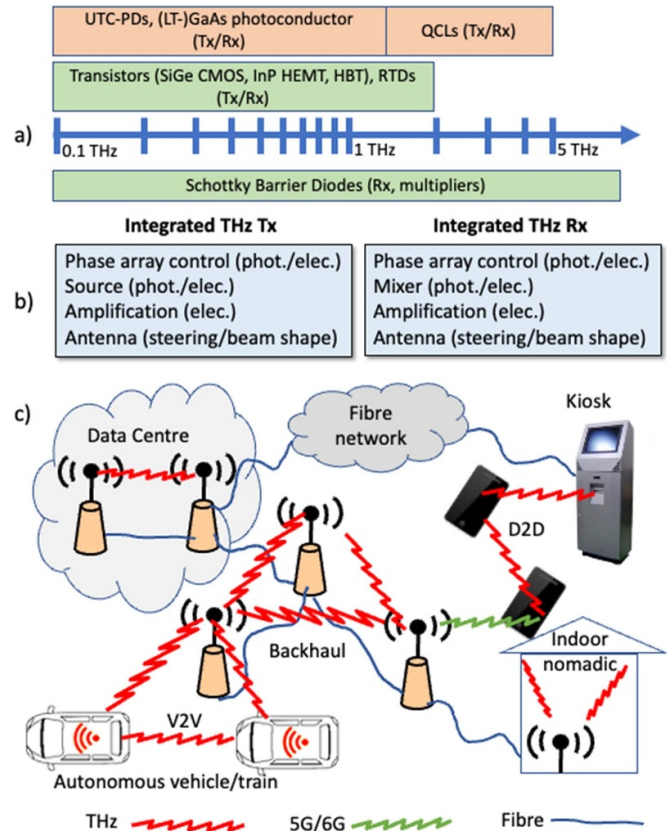 UTC-PDs, (LT-)GaAs photoconductor
(Tx/Rx)
QCLs (Tx/Rx)
Transistors (SiGe CMOS, InP HEMT, HBT), RTDs
(Tx/Rx)
a)
0.1 THz
1 THz
5 THz
Schottky Barrier Diodes (Rx, multipliers)
Integrated THz Tx
Integrated THz Rx
b)
Phase array control (phot./elec.)
Source (phot./elec.)
Amplification (elec.)
Antenna (steering/beam shape)
Phase array control (phot./elec.)
Mixer (phot./elec.)
Amplification (elec.)
Antenna (steering/beam shape)
c)
Data Centre
Fibre
network
Kiosk
D2D
Backhaul
Indoor
nomadic
V2V
Autonomous vehicle/train
THz
5G/6G
Fibre